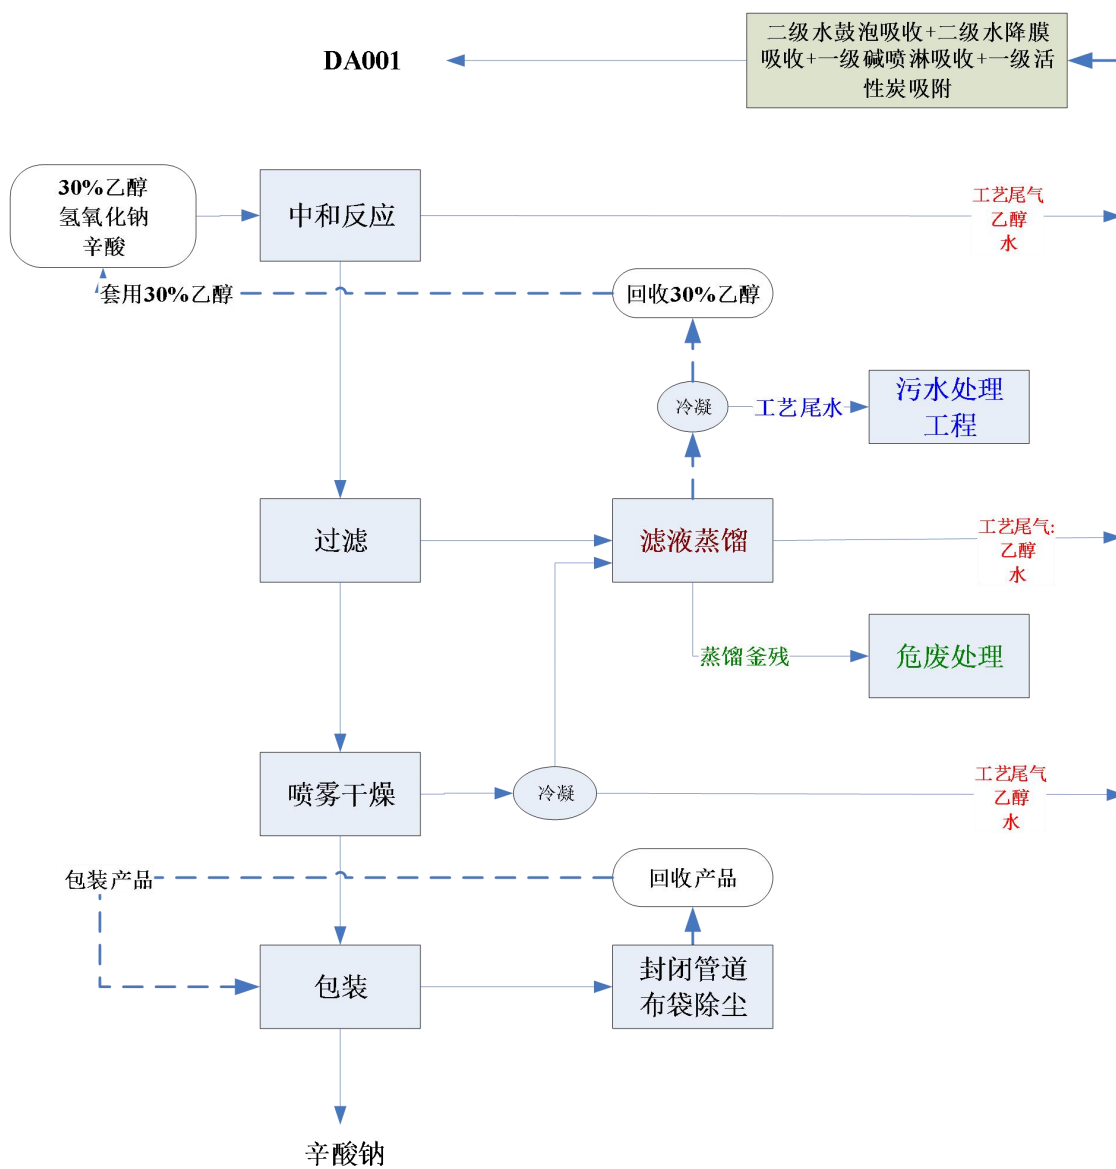 二级水鼓泡吸收+二级水降膜
吸收+一级碱喷淋吸收+一级活
性炭吸附
DA001
30%乙醇
氢氧化钠
辛酸
中和反应
工艺尾气
乙醇
水
套用30%乙醇
回收30%乙醇
冷凝
工艺尾水
污水处理
工程
过滤
滤液蒸馏
工艺尾气:
乙醇
水
蒸馏釜残
危废处理
喷雾干燥
冷凝
工艺尾气
乙醇
水
包装产品
回收产品
包装
封闭管道
布袋除尘
辛酸钠